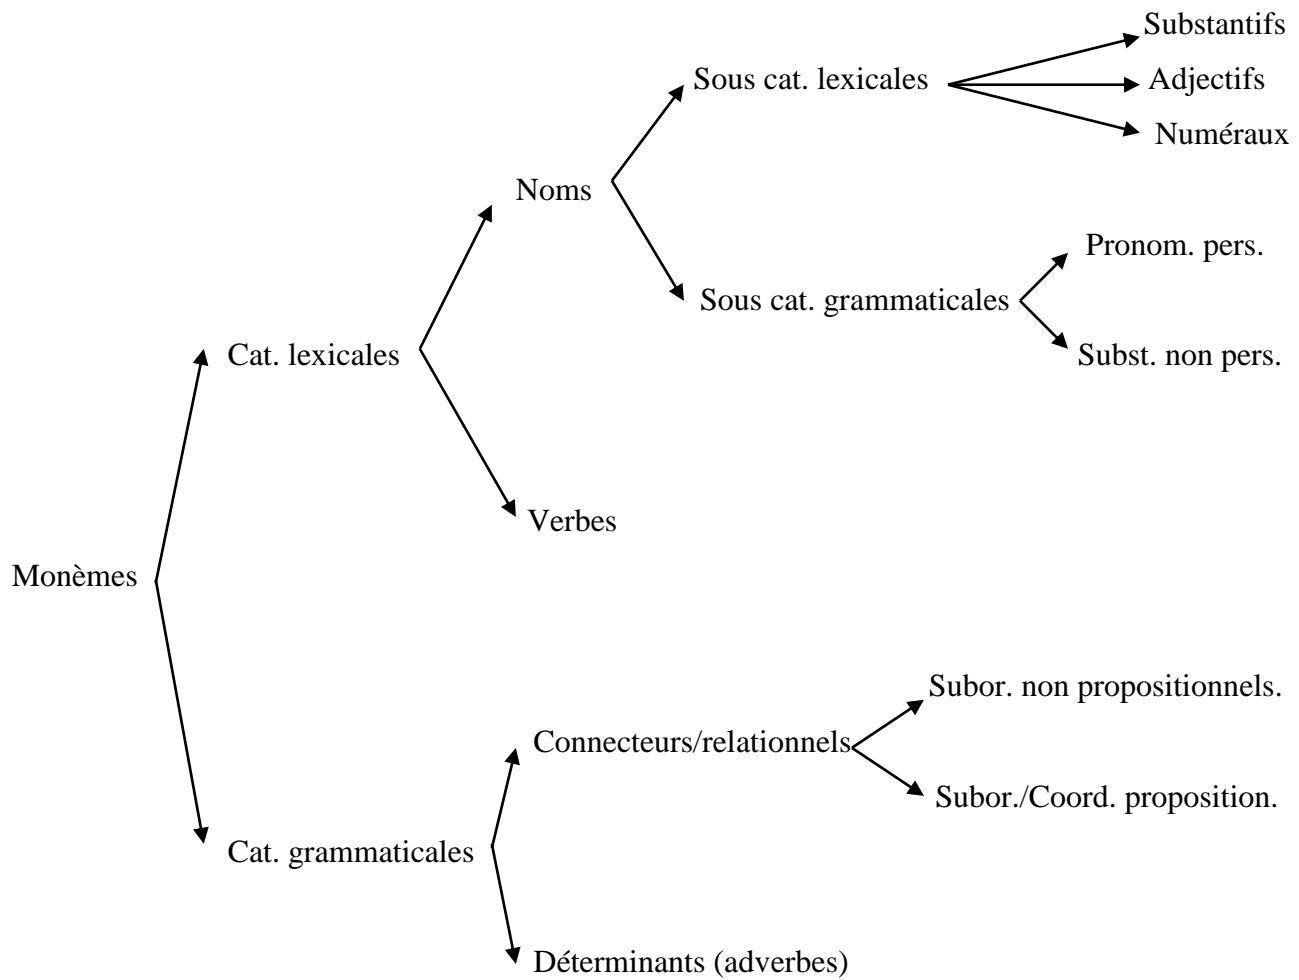 Substantifs
Sous cat. lexicales
Adjectifs
Numéraux
Noms
Pronom. pers.
Sous cat. grammaticales
Cat. lexicales
Subst. non pers.
Verbes
Monèmes
Subor. non propositionnels.
Connecteurs/relationnels
Subor./Coord. proposition.
Cat. grammaticales
Déterminants (adverbes)